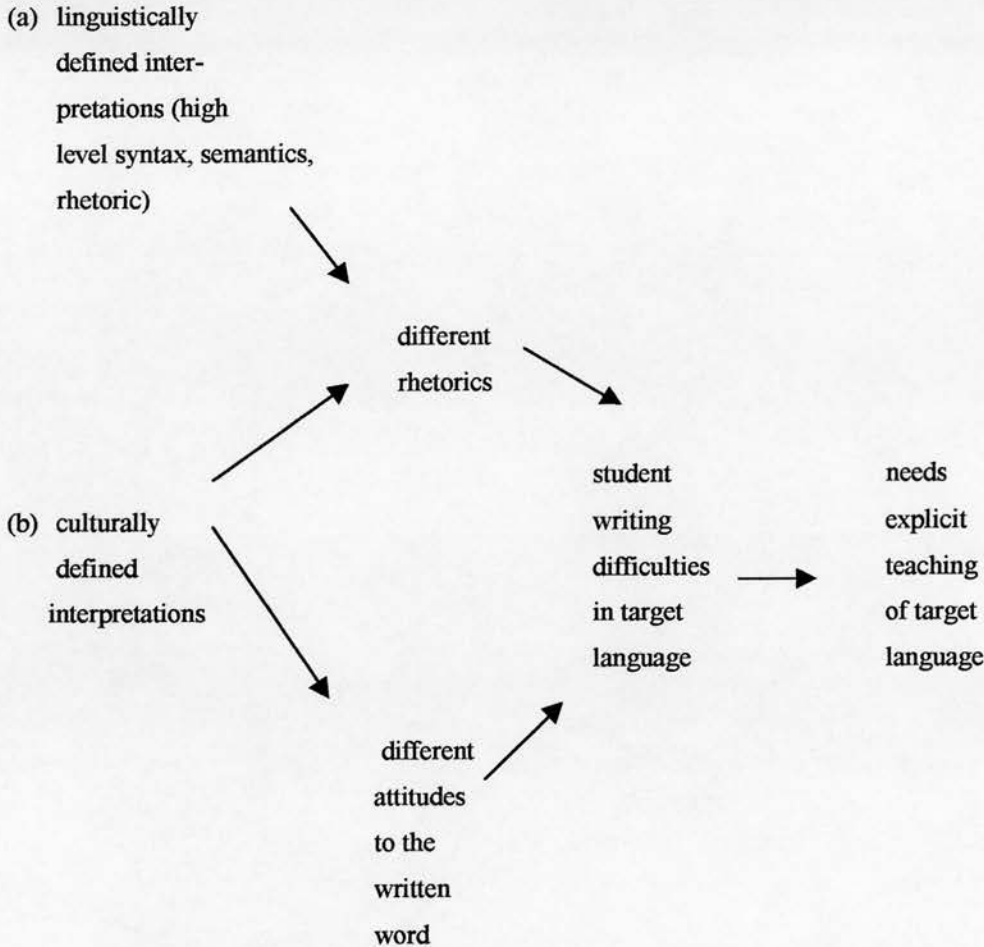 (a) linguistically
defined inter-
pretations (high
level syntax, semantics,
rhetoric)
different
rhetorics
(b) culturally
defined
interpretations
different
attitudes
to the
written
word
student
writing
difficulties
in target
language
needs
explicit
teaching
of target
language